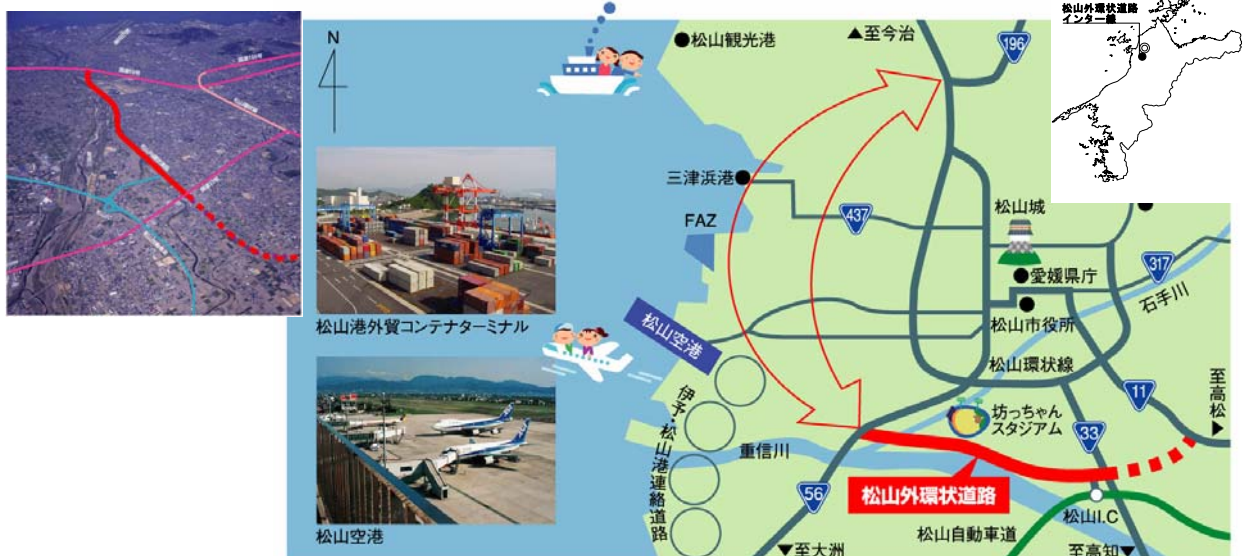 松山外環状道路
インター線
N
松山観光港
▲至今治
196
三津浜港
437
FAZ
松山城
317
愛媛県庁
石手川
松山港外貿コンテナターミナル
松山空港
松山市役所
松山環状線
11
至高松▶
坊っちゃん
スタジアム
33
伊予・松山港連絡道路
重信川
56
松山外環状道路
松山I.C
松山自動車道
松山空港
▼至大洲
至高知▼